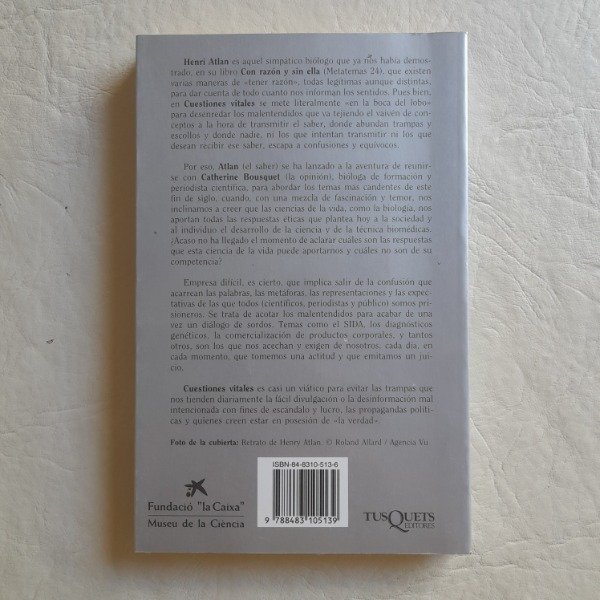 Henri Atlan es aquel simpático biólogo que ya nos había demos-
trado, en su libro Con razón y sin ella (Metatemas 24), que existen
varias maneras de «tener razón», todas legítimas aunque distintas,
para dar cuenta de todo cuanto nos informan los sentidos. Pues bien,
en Cuestiones vitales se mete literalmente «en la boca del lobo» para
desenredar los malentendidos que va tejiendo el vaivén de con-
ceptos a la hora de transmitir el saber, donde abundan trampas y
escollos y donde nadie, ni los que intentan transmitir ni los que
desean recibir ese saber, escapa a confusiones y equívocos.
Por eso, Atlan (el saber) se ha lanzado a la aventura de reunir-
se con Catherine Bousquet (la opinión), bióloga de formación y
periodista científica, para abordar los temas más candentes de este
fin de siglo, cuando, con una mezcla de fascinación y temor, nos
inclinamos a creer que las ciencias de la vida, como la biología, nos
aportan todas las respuestas éticas que plantea hoy a la sociedad y
al individuo el desarrollo de la ciencia y de la técnica biomédicas.
¿Acaso no ha llegado el momento de aclarar cuáles son las respuestas
que esta ciencia de la vida puede aportarnos y cuáles no son de su
competencia?
Empresa difícil, es cierto, que implica salir de la confusión que
acarrean las palabras, las metáforas, las representaciones y las expec-
tativas de las que todos (científicos, periodistas y público) somos pri-
sioneros. Se trata de acotar los malentendidos para acabar de una
vez un diálogo de sordos. Temas como el SIDA, los diagnósticos
genéticos, la comercialización de productos corporales, y tantos
otros, son los que nos acechan y exigen de nosotros, cada día, en
cada momento, que tomemos una actitud y que emitamos un jui-
cio.
Cuestiones vitales es casi un viático para evitar las trampas que
nos tienden diariamente la fácil divulgación o la desinformación mal
intencionada con fines de escándalo y lucro, las propagandas políti-
cas y quienes creen estar en posesión de «la verdad».
Foto de la cubierta: Retrato de Henry Atlan. © Roland Allard / Agencia Vu.
ISBN-84-8310-513-6
9 788483 105139
Fundació "la Caixa"
Museu de la Ciència
TUSQUETS
EDITORES